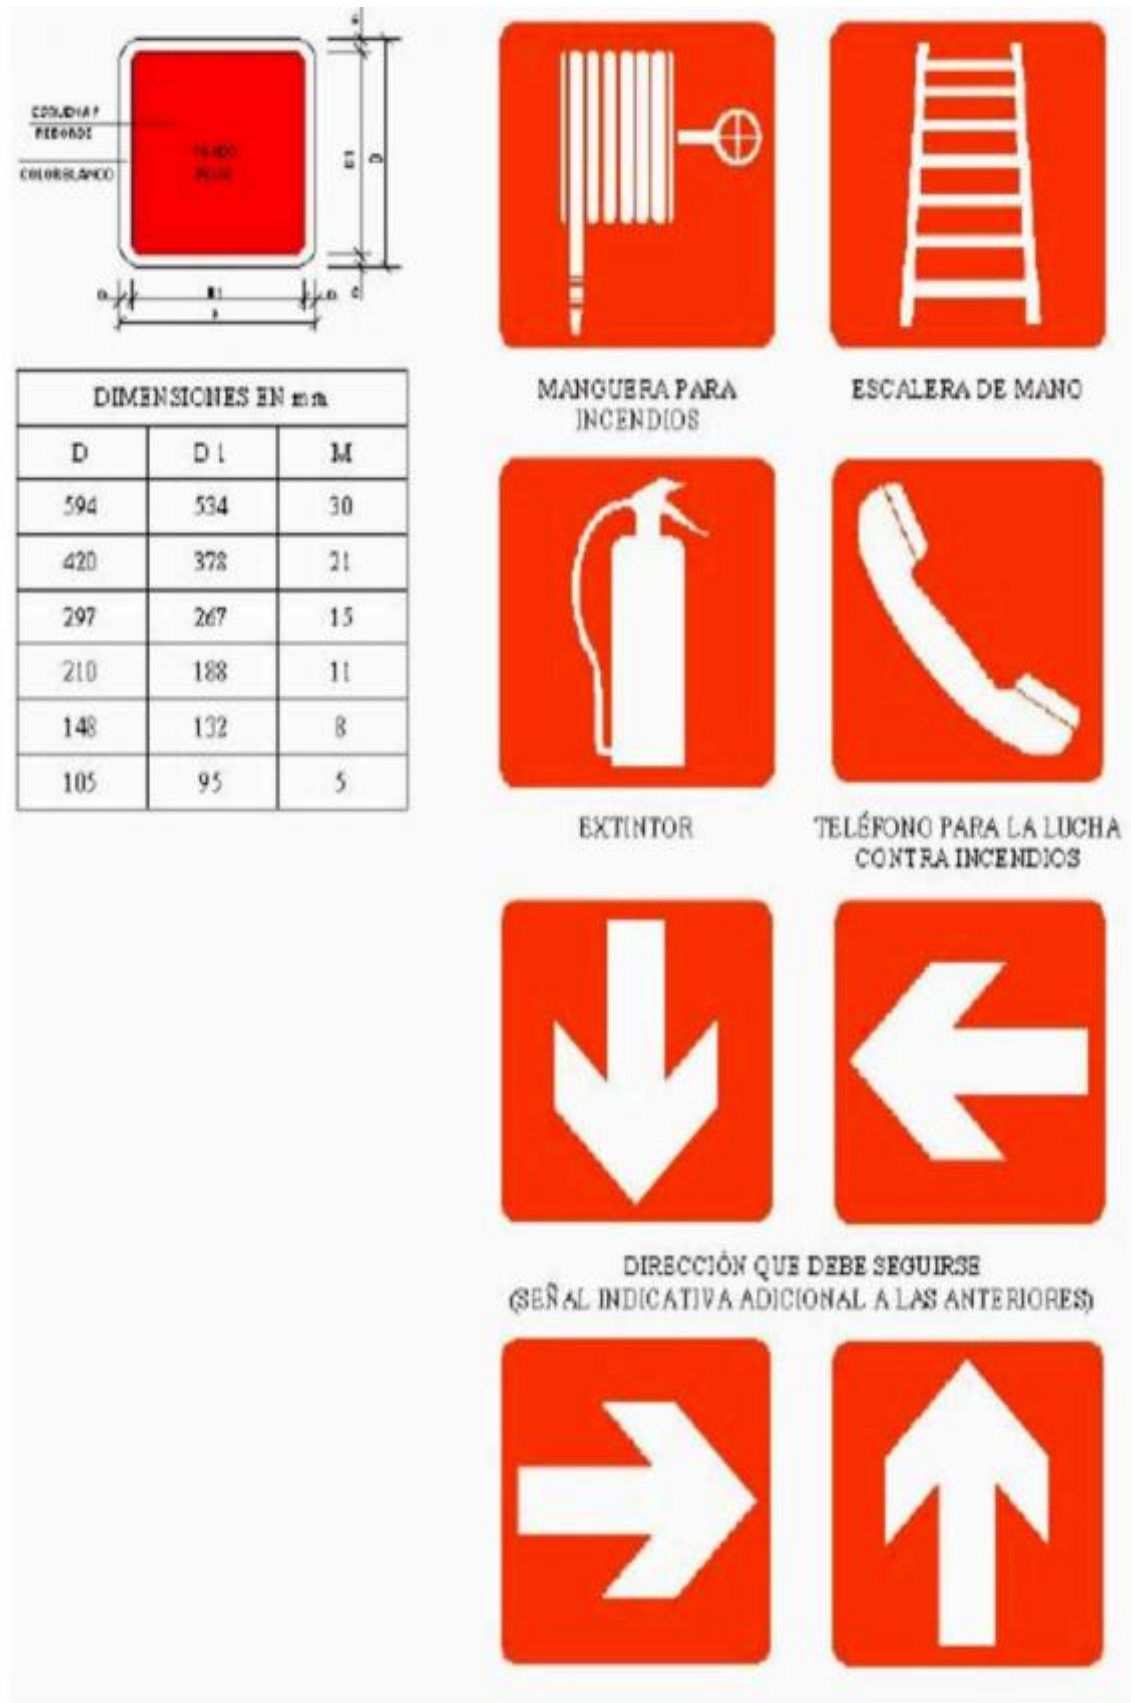 COLOR BLANCO
DIMENSIONES EN mm
D D1 M
594 534 30
420 378 21
297 267 15
210 188 11
148 132 8
105 95 5
MANGUERA PARA
INCENDIOS
ESCALERA DE MANO
EXTINTOR
TELÉFONO PARA LA LUCHA
CONTRA INCENDIOS
DIRECCIÓN QUE DEBE SEGUIRSE
(SEÑAL INDICATIVA ADICIONAL A LAS ANTERIORES)